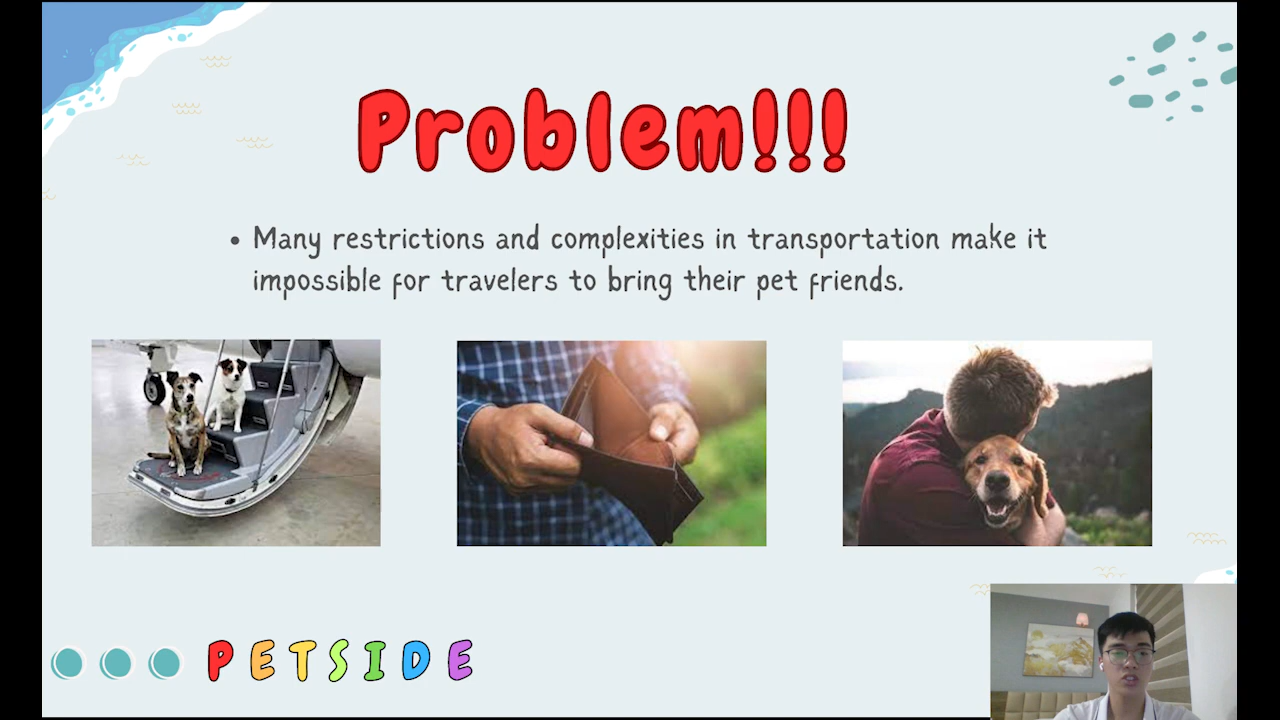 Problem!!!
• Many restrictions and complexities in transportation make it
impossible for travelers to bring their pet friends.
PETSIDE